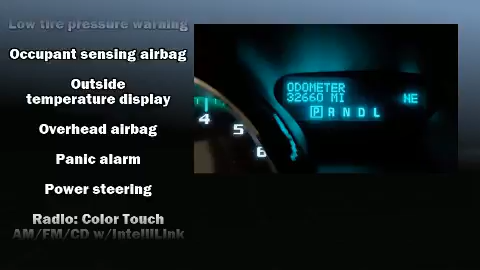 Low tire pressure warning
Occupant sensing airbag
Outside
temperature display
Overhead airbag
Panic alarm
Power steering
Radio: Color Touch
AM/FM/CD w/IntelliLink
ODOMETER
32660 MI NE
P R N D L
4
5
6